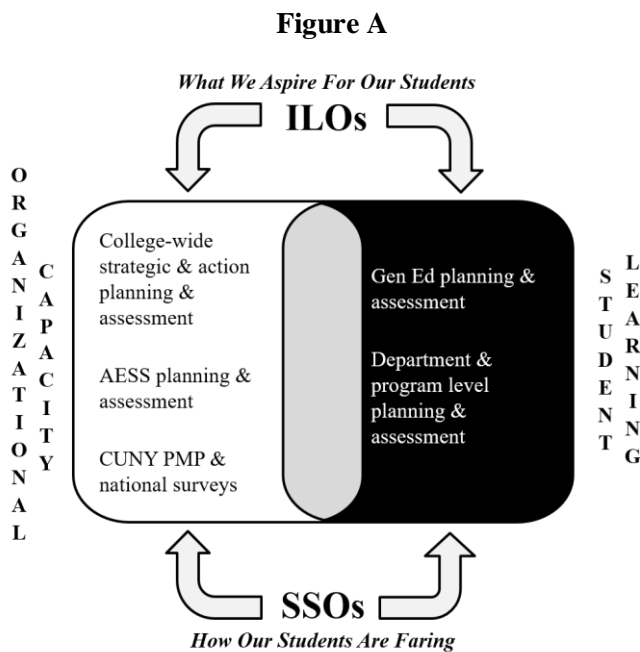 Figure A
What We Aspire For Our Students
ILOs
ORGANIZATIONAL
CAPACITY
College-wide
strategic & action
planning &
assessment
AESS planning &
assessment
CUNY PMP &
national surveys
Gen Ed planning &
assessment
Department &
program level
planning &
assessment
STUDENT
LEARNING
SSOs
How Our Students Are Faring